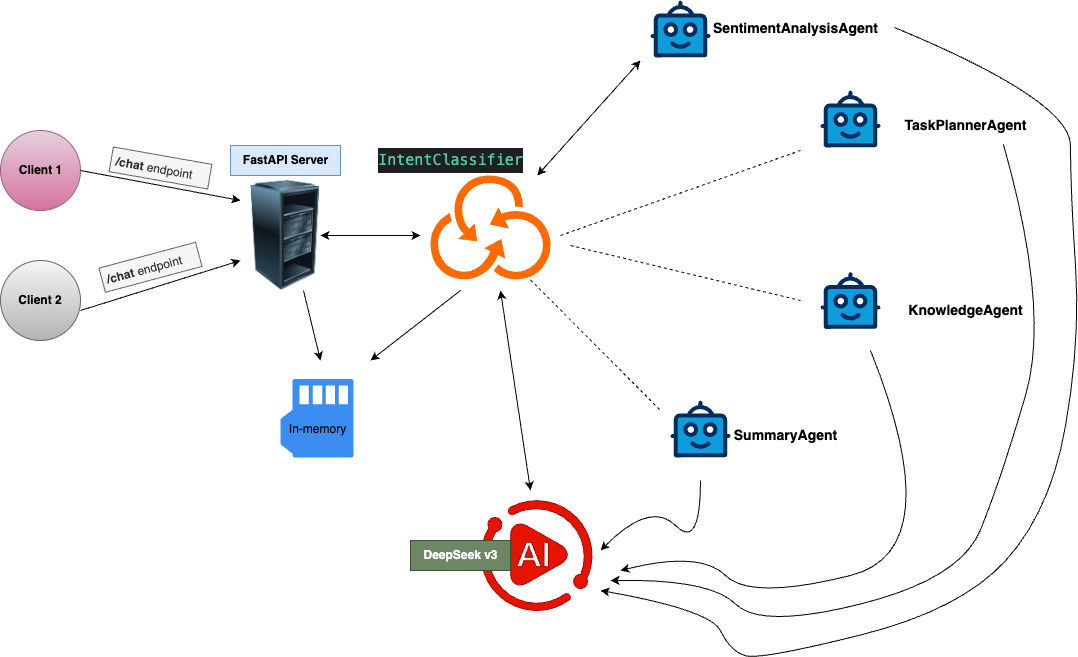 SentimentAnalysisAgent
TaskPlannerAgent
Client 1
/chat endpoint
FastAPI Server
IntentClassifier
Client 2
/chat endpoint
KnowledgeAgent
In-memory
SummaryAgent
DeepSeek v3
AI